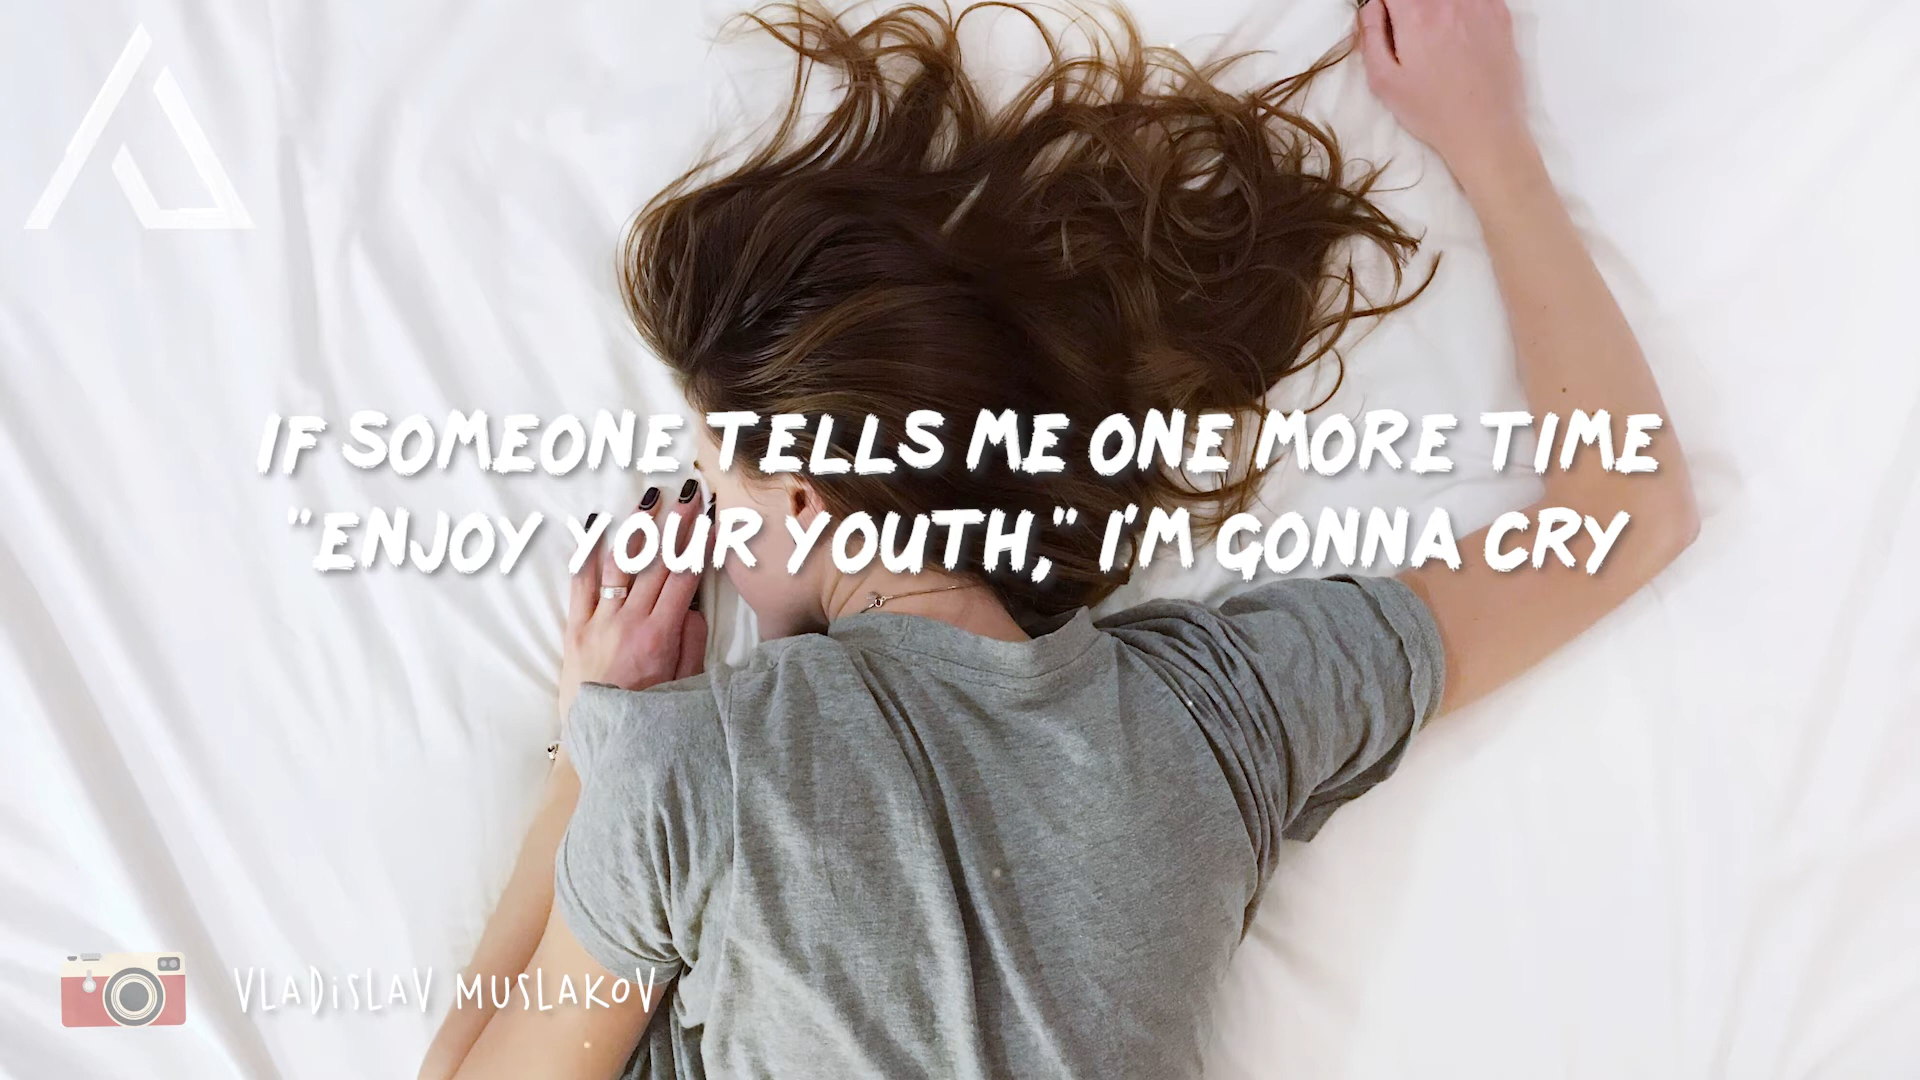 IF SOMEONE TELLS ME ONE MORE TIME
"ENJOY YOUR YOUTH," I'M GONNA CRY
VLADiSLAV MUSLAKOV